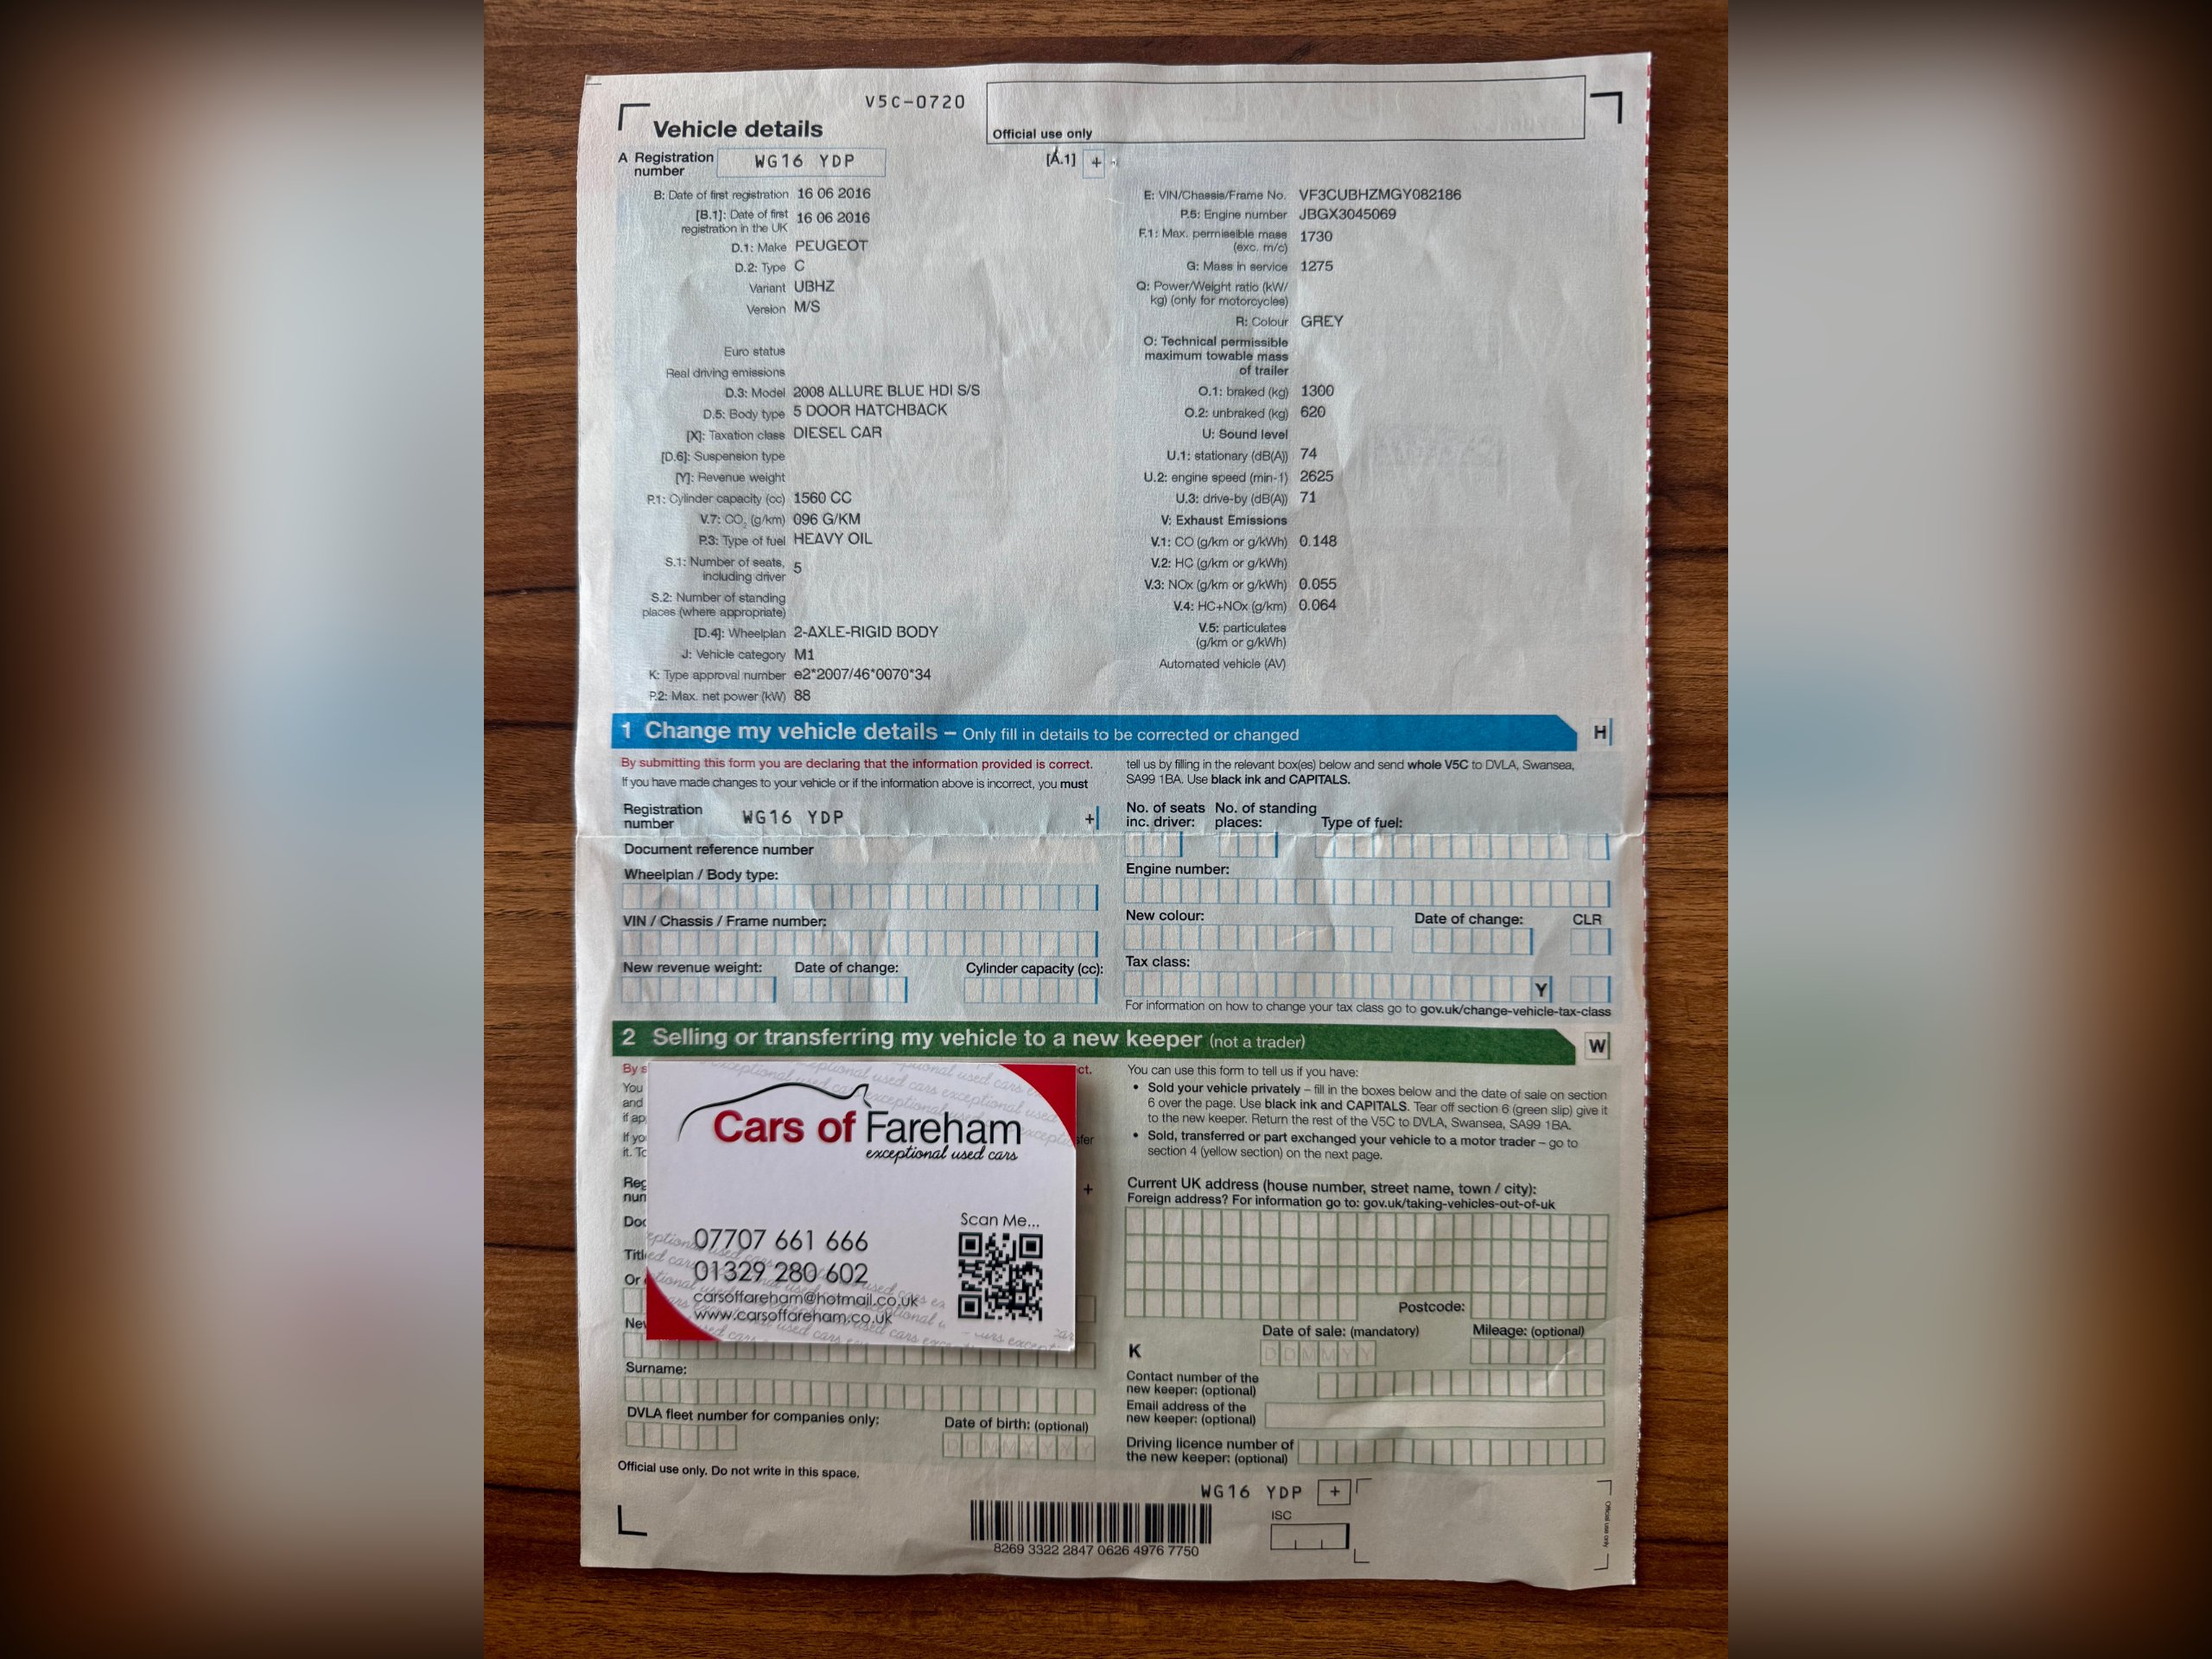 V5C-0720
Vehicle details
Official use only
A Registration number WG16 YDP
[A.1] +
B: Date of first registration 16 06 2016
[B.1]: Date of first registration in the UK 16 06 2016
D.1: Make PEUGEOT
D.2: Type C
Variant UBHZ
Version M/S
Euro status
Real driving emissions
D.3: Model 2008 ALLURE BLUE HDI S/S
D.5: Body type 5 DOOR HATCHBACK
[X]: Taxation class DIESEL CAR
[D.6]: Suspension type
[Y]: Revenue weight
P.1: Cylinder capacity (cc) 1560 CC
V.7: CO2 (g/km) 096 G/KM
P.3: Type of fuel HEAVY OIL
S.1: Number of seats, including driver 5
S.2: Number of standing places (where appropriate)
[D.4]: Wheelplan 2-AXLE-RIGID BODY
J: Vehicle category M1
K: Type approval number e2*2007/46*0070*34
P.2: Max. net power (kW) 88
E: VIN/Chassis/Frame No. VF3CUBHZMGY082186
P.5: Engine number JBGX3045069
F.1: Max. permissible mass (exc. m/c) 1730
G: Mass in service 1275
Q: Power/Weight ratio (kW/kg) (only for motorcycles)
R: Colour GREY
O: Technical permissible maximum towable mass of trailer
O.1: braked (kg) 1300
O.2: unbraked (kg) 620
U: Sound level
U.1: stationary (dB(A)) 74
U.2: engine speed (min-1) 2625
U.3: drive-by (dB(A)) 71
V: Exhaust Emissions
V.1: CO (g/km or g/kWh) 0.148
V.2: HC (g/km or g/kWh)
V.3: NOx (g/km or g/kWh) 0.055
V.4: HC+NOx (g/km) 0.064
V.5: particulates (g/km or g/kWh)
Automated vehicle (AV)
1 Change my vehicle details – Only fill in details to be corrected or changed H
By submitting this form you are declaring that the information provided is correct.
If you have made changes to your vehicle or if the information above is incorrect, you must
tell us by filling in the relevant box(es) below and send whole V5C to DVLA, Swansea,
SA99 1BA. Use black ink and CAPITALS.
Registration number WG16 YDP +
Document reference number
Wheelplan / Body type:
VIN / Chassis / Frame number:
New revenue weight: Date of change: Cylinder capacity (cc):
No. of seats inc. driver: No. of standing places: Type of fuel:
Engine number:
New colour: Date of change: CLR
Tax class:
Y
For information on how to change your tax class go to gov.uk/change-vehicle-tax-class
2 Selling or transferring my vehicle to a new keeper (not a trader) W
By s ct.
You
and
if ap
If yo sfer
it. To
Reg
num +
Doc
Titl
Or
New
Cars of Fareham
exceptional used cars
Scan Me...
07707 661 666
01329 280 602
carsoffareham@hotmail.co.uk
www.carsoffareham.co.uk
Surname:
DVLA fleet number for companies only:
Date of birth: (optional)
D D M M Y Y Y Y
Official use only. Do not write in this space.
You can use this form to tell us if you have:
• Sold your vehicle privately – fill in the boxes below and the date of sale on section
6 over the page. Use black ink and CAPITALS. Tear off section 6 (green slip) give it
to the new keeper. Return the rest of the V5C to DVLA, Swansea, SA99 1BA.
• Sold, transferred or part exchanged your vehicle to a motor trader – go to
section 4 (yellow section) on the next page.
Current UK address (house number, street name, town / city):
Foreign address? For information go to: gov.uk/taking-vehicles-out-of-uk
Postcode:
Date of sale: (mandatory) Mileage: (optional)
K D D M M Y Y
Contact number of the new keeper: (optional)
Email address of the new keeper: (optional)
Driving licence number of the new keeper: (optional)
WG16 YDP +
ISC
8269 3322 2847 0626 4976 7750
Official use only